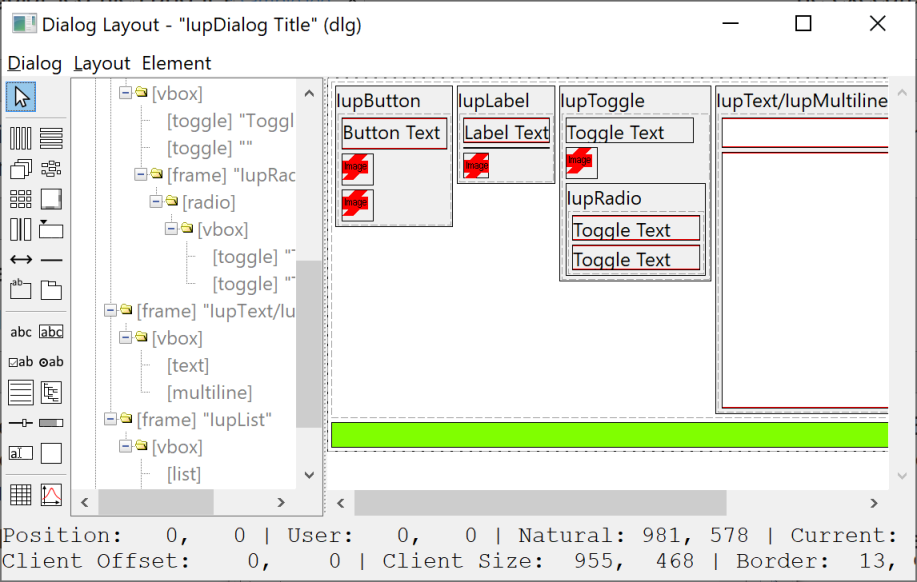 Dialog Layout - "IupDialog Title" (dlg)
Dialog Layout Element
[vbox]
[toggle] "Toggl
[toggle] ""
[frame] "IupRac
[radio]
[vbox]
[toggle] "T
[toggle] "T
[frame] "IupText/Iu
[vbox]
[text]
[multiline]
[frame] "IupList"
[vbox]
[list]
ab
abc abc
ab ab
a
IupButton
Button Text
Image
Image
IupLabel
Label Text
Image
IupToggle
Toggle Text
Image
IupRadio
Toggle Text
Toggle Text
IupText/IupMultiline
Position: 0, 0 | User: 0, 0 | Natural: 981, 578 | Current:
Client Offset: 0, 0 | Client Size: 955, 468 | Border: 13,